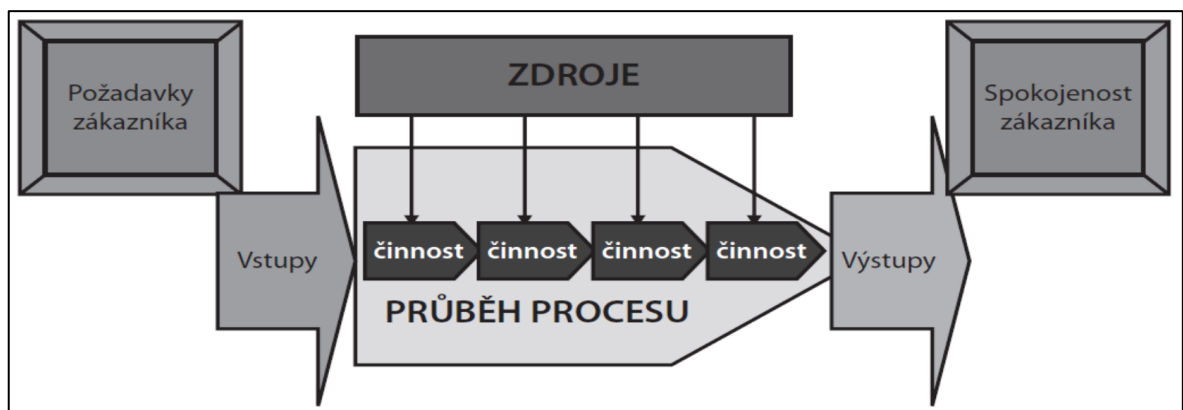 Požadavky
zákazníka
ZDROJE
Spokojenost
zákazníka
Vstupy
činnost
činnost
činnost
činnost
Výstupy
PRŮBĚH PROCESU